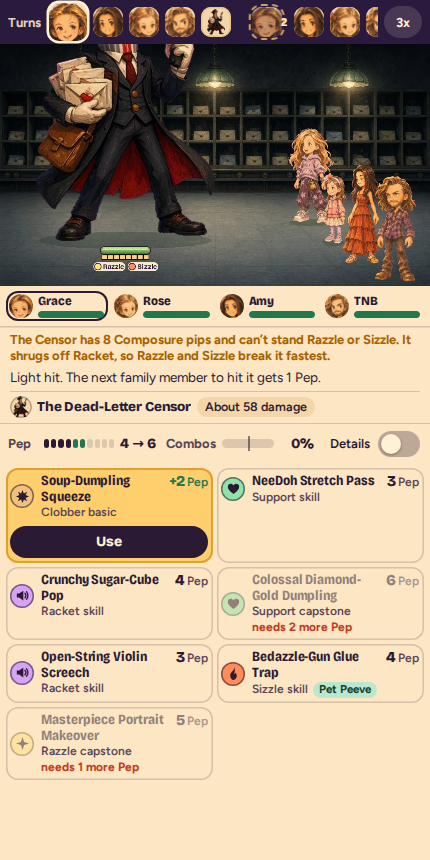 Turns
2
3x
Razzle Sizzle
Grace
Rose
Amy
TNB
The Censor has 8 Composure pips and can't stand Razzle or Sizzle. It
shrugs off Racket, so Razzle and Sizzle break it fastest.
Light hit. The next family member to hit it gets 1 Pep.
The Dead-Letter Censor About 58 damage
Pep 4 → 6 Combos 0% Details
Soup-Dumpling
Squeeze
+2 Pep
Clobber basic
Use
NeeDoh Stretch Pass 3 Pep
Support skill
Crunchy Sugar-Cube
Pop
4 Pep
Racket skill
Colossal Diamond-
Gold Dumpling
6 Pep
Support capstone
needs 2 more Pep
Open-String Violin
Screech
3 Pep
Racket skill
Bedazzle-Gun Glue
Trap
4 Pep
Sizzle skill Pet Peeve
Masterpiece Portrait
Makeover
5 Pep
Razzle capstone
needs 1 more Pep